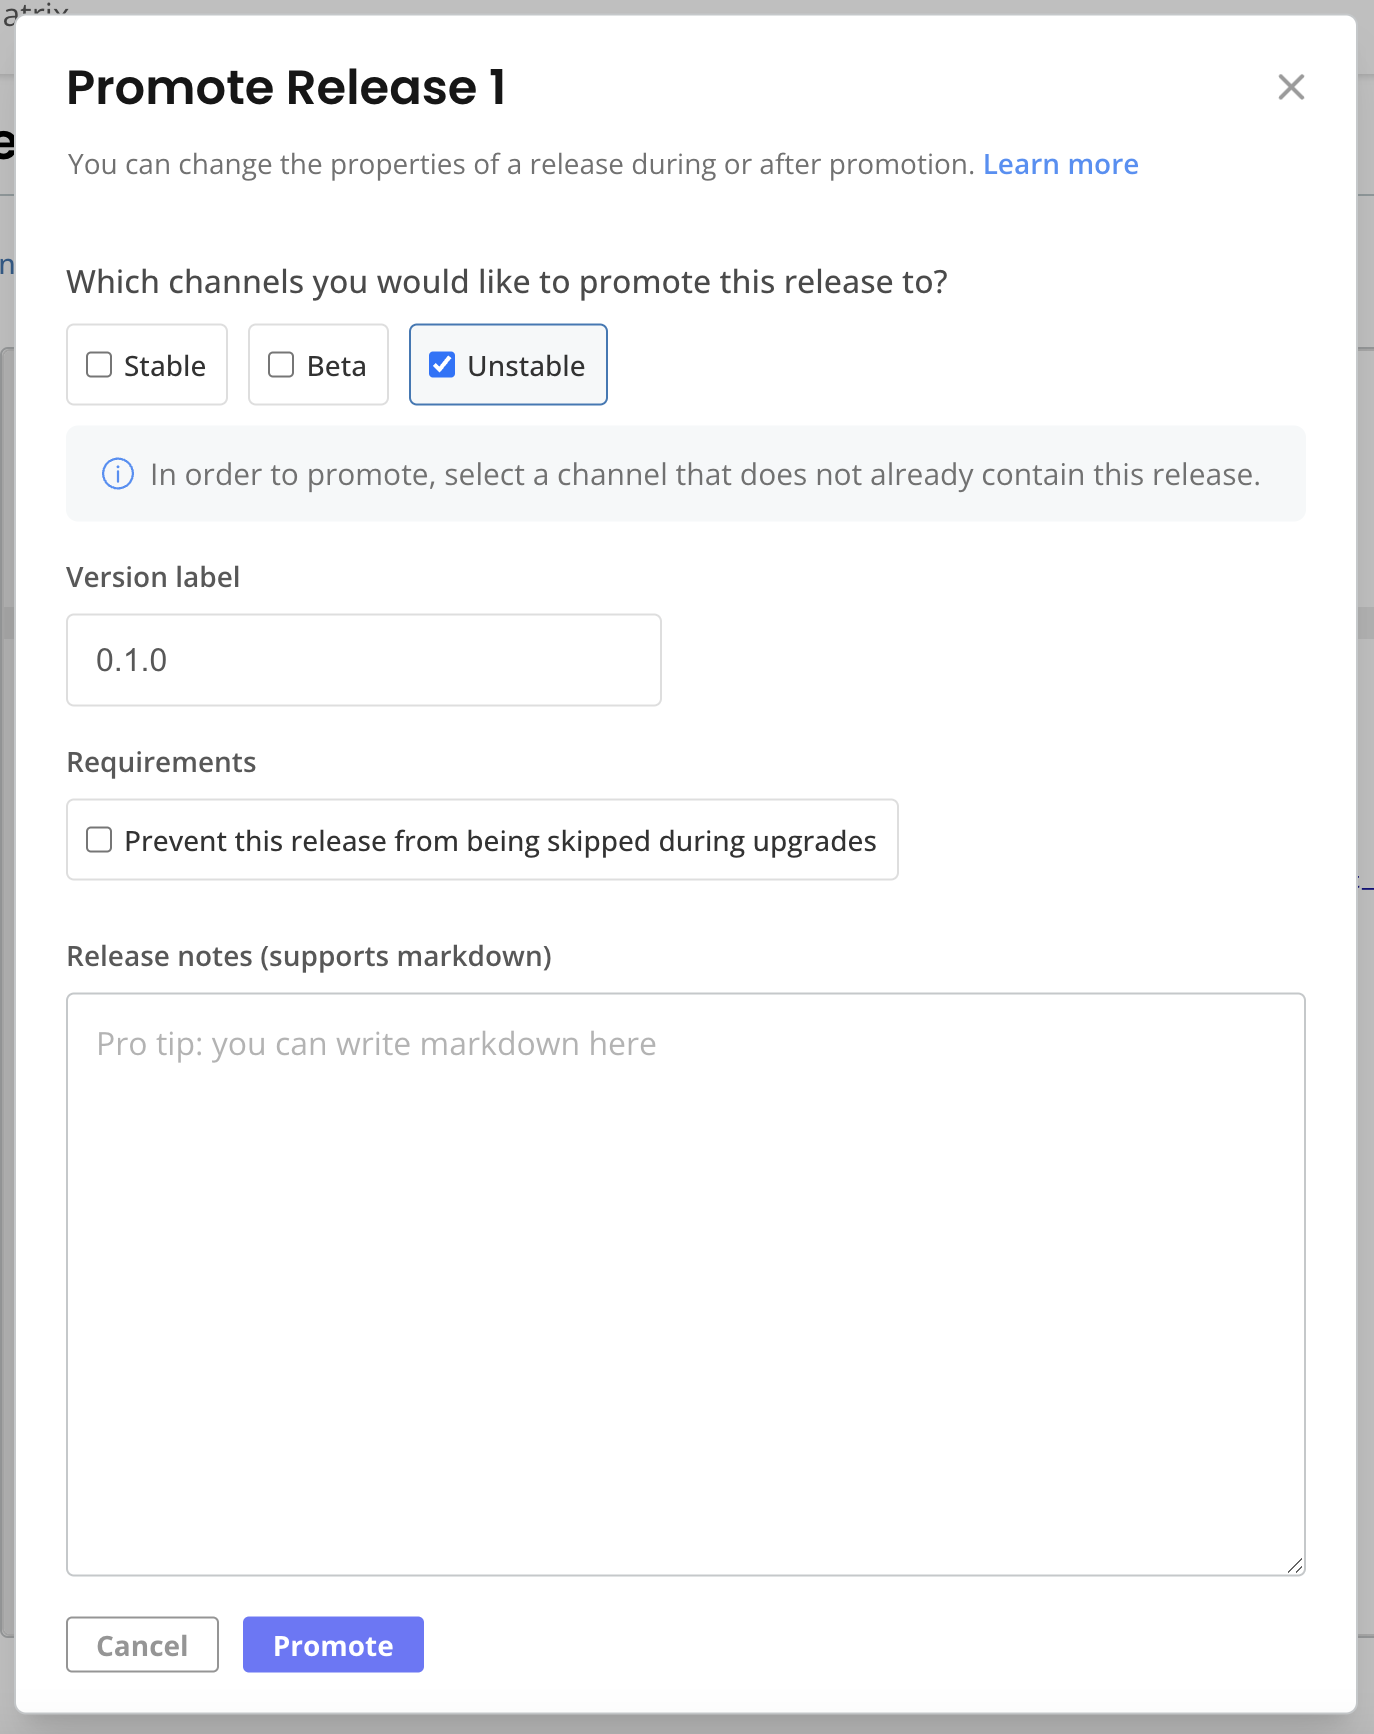 Promote Release 1
You can change the properties of a release during or after promotion. Learn more
Which channels you would like to promote this release to?
Stable
Beta
Unstable
In order to promote, select a channel that does not already contain this release.
Version label
0.1.0
Requirements
Prevent this release from being skipped during upgrades
Release notes (supports markdown)
Pro tip: you can write markdown here
Cancel
Promote